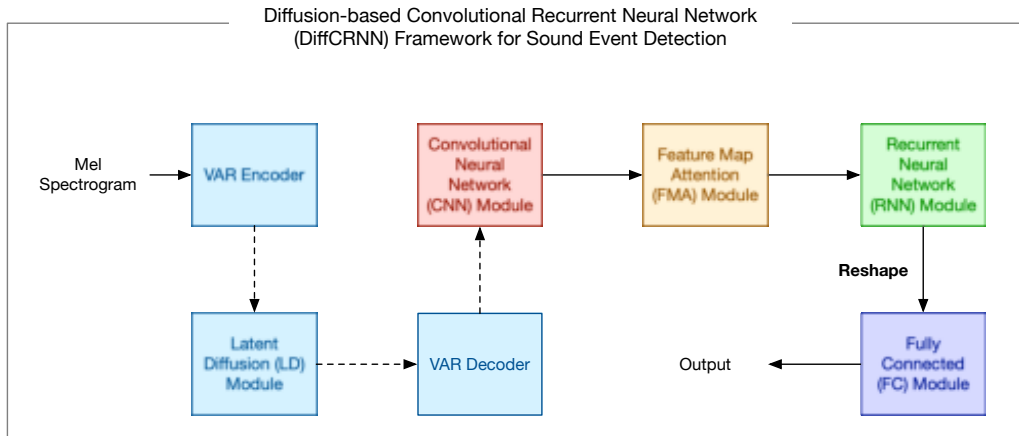 Diffusion-based Convolutional Recurrent Neural Network
(DiffCRNN) Framework for Sound Event Detection
Mel
Spectrogram
VAR Encoder
Convolutional
Neural
Network
(CNN) Module
Feature Map
Attention
(FMA) Module
Recurrent
Neural
Network
(RNN) Module
Reshape
Latent
Diffusion (LD)
Module
VAR Decoder
Output
Fully
Connected
(FC) Module